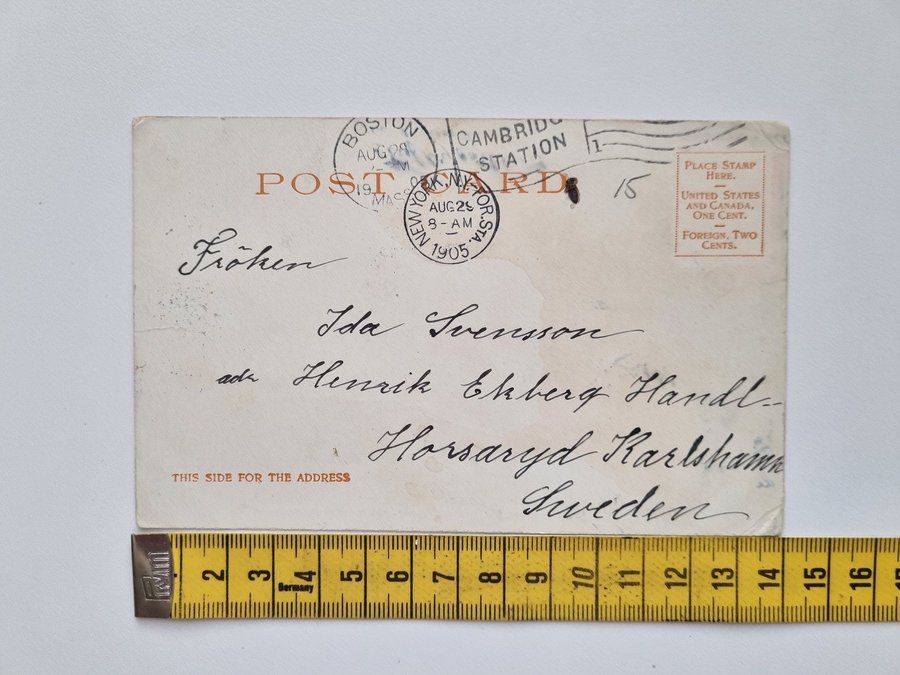 BOSTON
AUG 28
MASS
CAMBRIDG
STATION
1
POST CARD.
15
NEW YORK, N.Y.-FOR. STA.
AUG 29
8-AM
1905
PLACE STAMP
HERE.
UNITED STATES
AND CANADA,
ONE CENT.
FOREIGN, TWO
CENTS.
Fröken
Ida Svensson
adr Henrik Ekberg Handl-
Horsaryd Karlshamn
Sweden
THIS SIDE FOR THE ADDRESS
1 2 3 4 5 6 7 8 9 10 11 12 13 14 15 16
Germany